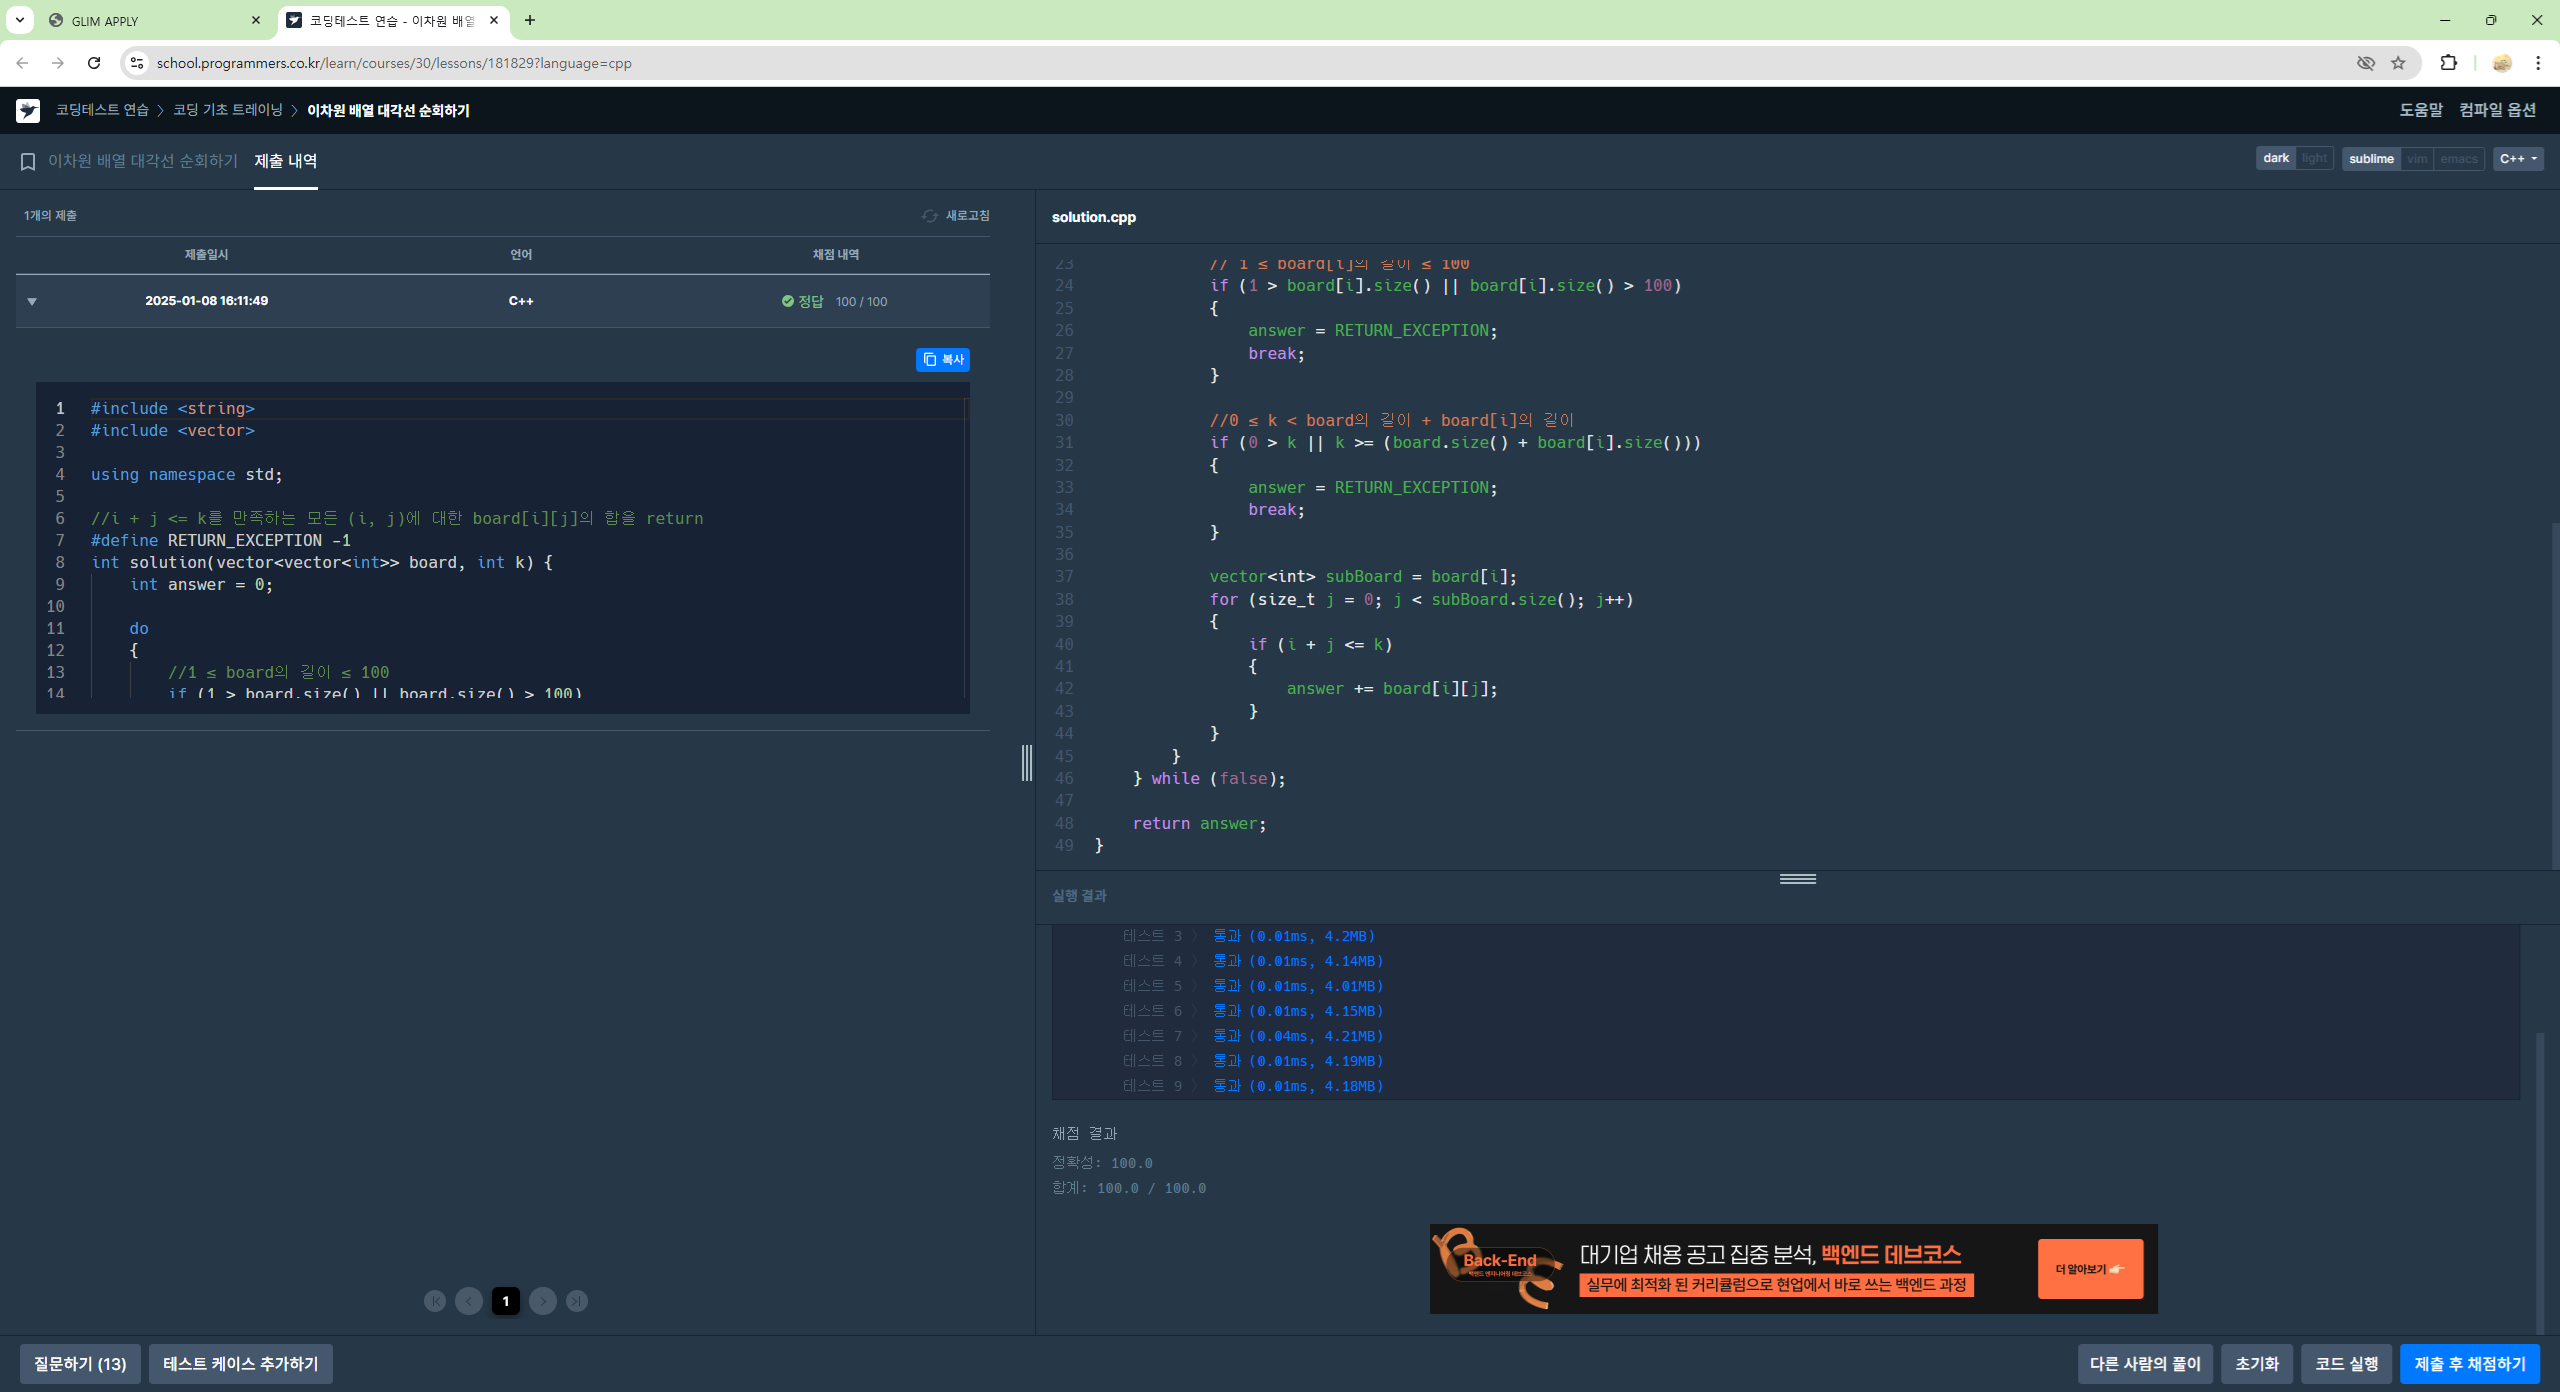 GLIM APPLY
코딩테스트 연습 - 이차원 배열
school.programmers.co.kr/learn/courses/30/lessons/181829?language=cpp
코딩테스트 연습 > 코딩 기초 트레이닝 > 이차원 배열 대각선 순회하기
도움말 컴파일 옵션
이차원 배열 대각선 순회하기 제출 내역
dark light sublime vim emacs C++
1개의 제출
새로고침
제출일시 언어 채점 내역
2025-01-08 16:11:49 C++ 정답 100 / 100
복사
1 #include <string>
2 #include <vector>
3
4 using namespace std;
5
6 //i + j <= k를 만족하는 모든 (i, j)에 대한 board[i][j]의 합을 return
7 #define RETURN_EXCEPTION -1
8 int solution(vector<vector<int>> board, int k) {
9 int answer = 0;
10
11 do
12 {
13 //1 ≤ board의 길이 ≤ 100
14 if (1 > board.size() || board.size() > 100)
solution.cpp
23 // 1 ≤ board[i]의 길이 ≤ 100
24 if (1 > board[i].size() || board[i].size() > 100)
25 {
26 answer = RETURN_EXCEPTION;
27 break;
28 }
29
30 //0 ≤ k < board의 길이 + board[i]의 길이
31 if (0 > k || k >= (board.size() + board[i].size()))
32 {
33 answer = RETURN_EXCEPTION;
34 break;
35 }
36
37 vector<int> subBoard = board[i];
38 for (size_t j = 0; j < subBoard.size(); j++)
39 {
40 if (i + j <= k)
41 {
42 answer += board[i][j];
43 }
44 }
45 }
46 } while (false);
47
48 return answer;
49 }
실행 결과
테스트 3 > 통과 (0.01ms, 4.2MB)
테스트 4 > 통과 (0.01ms, 4.14MB)
테스트 5 > 통과 (0.01ms, 4.01MB)
테스트 6 > 통과 (0.01ms, 4.15MB)
테스트 7 > 통과 (0.04ms, 4.21MB)
테스트 8 > 통과 (0.01ms, 4.19MB)
테스트 9 > 통과 (0.01ms, 4.18MB)
채점 결과
정확성: 100.0
합계: 100.0 / 100.0
Back-End
대기업 채용 공고 집중 분석, 백엔드 데브코스
실무에 최적화 된 커리큘럼으로 현업에서 바로 쓰는 백엔드 과정
더 알아보기
1
질문하기 (13) 테스트 케이스 추가하기
다른 사람의 풀이 초기화 코드 실행 제출 후 채점하기